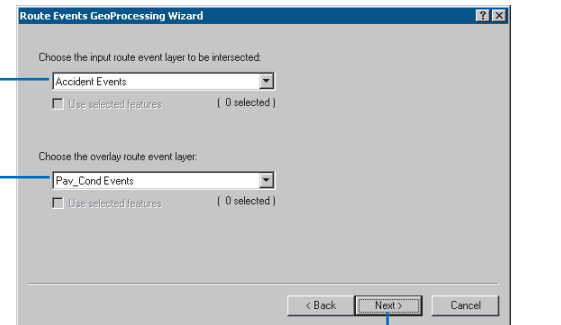 Route Events GeoProcessing Wizard
Choose the input route event layer to be intersected:
Accident Events
Use selected features ( 0 selected )
Choose the overlay route event layer:
Pav_Cond Events
Use selected features ( 0 selected )
< Back Next > Cancel